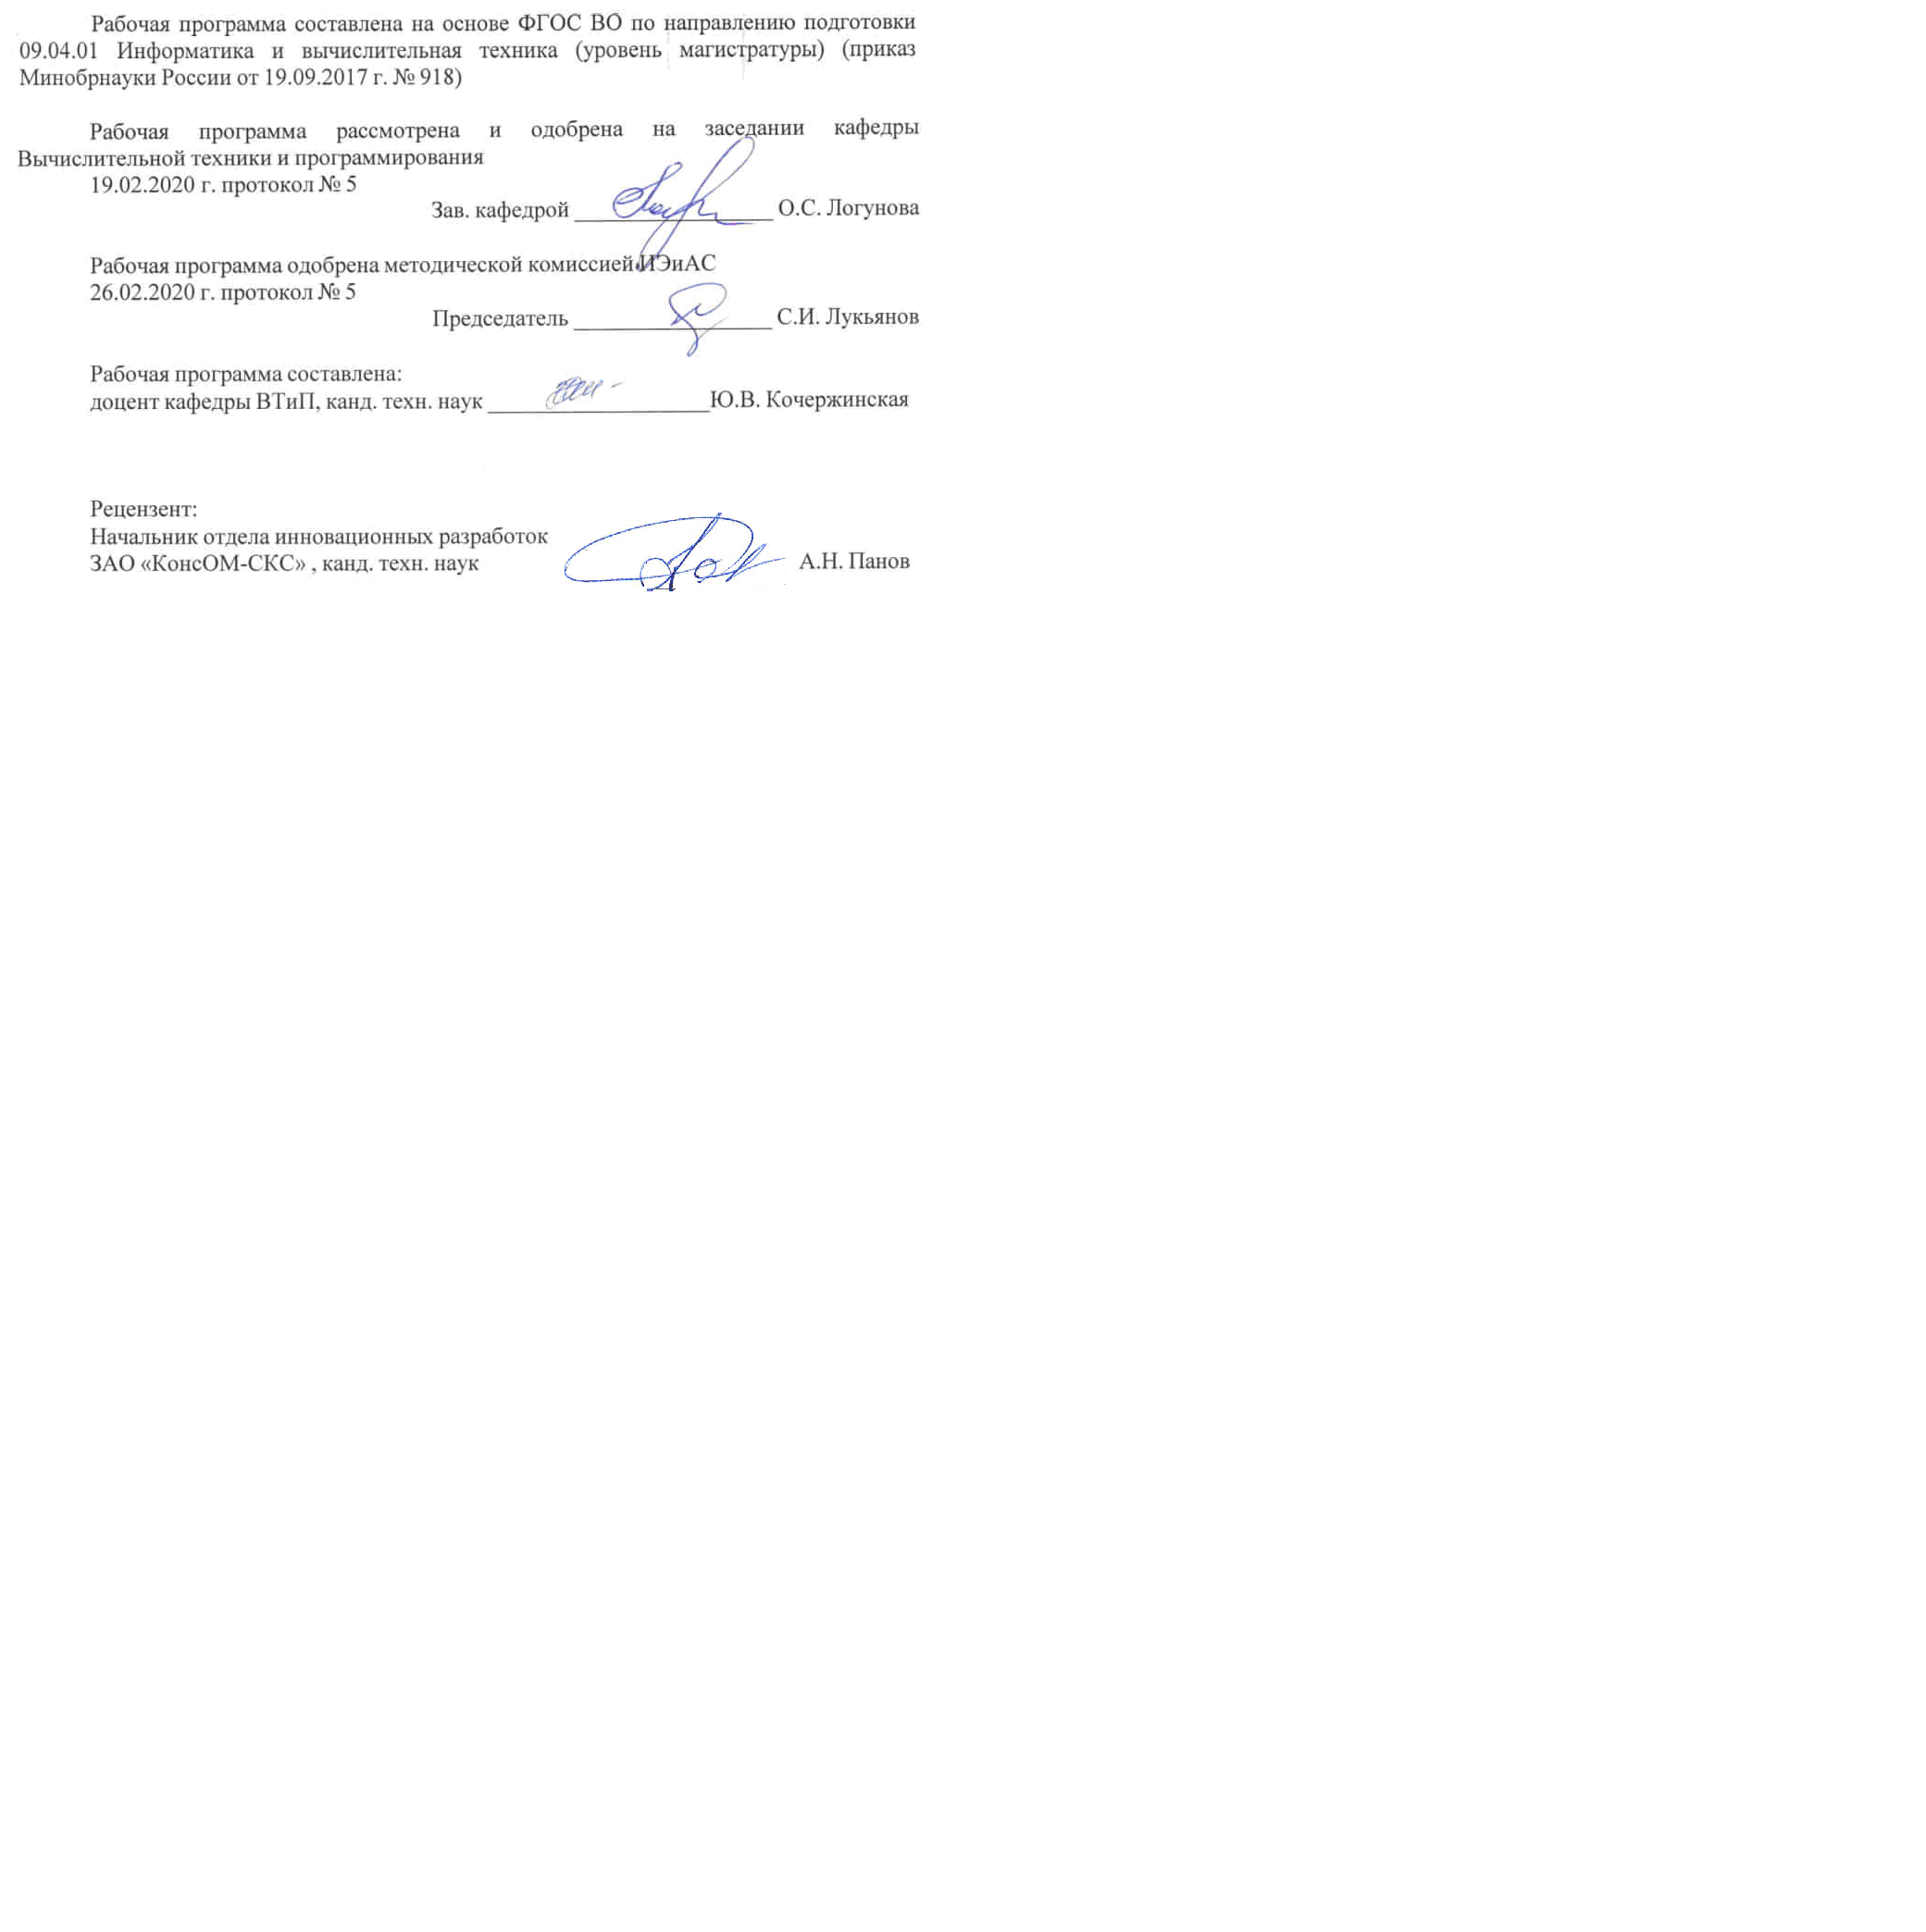 Рабочая программа составлена на основе ФГОС ВО по направлению подготовки
09.04.01 Информатика и вычислительная техника (уровень магистратуры) (приказ
Минобрнауки России от 19.09.2017 г. № 918)
Рабочая программа рассмотрена и одобрена на заседании кафедры
Вычислительной техники и программирования
19.02.2020 г. протокол № 5
Зав. кафедрой ________________ О.С. Логунова
Рабочая программа одобрена методической комиссией ИЭиАС
26.02.2020 г. протокол № 5
Председатель ________________ С.И. Лукьянов
Рабочая программа составлена:
доцент кафедры ВТиП, канд. техн. наук __________________Ю.В. Кочержинская
Рецензент:
Начальник отдела инновационных разработок
ЗАО «КонсОМ-СКС» , канд. техн. наук А.Н. Панов